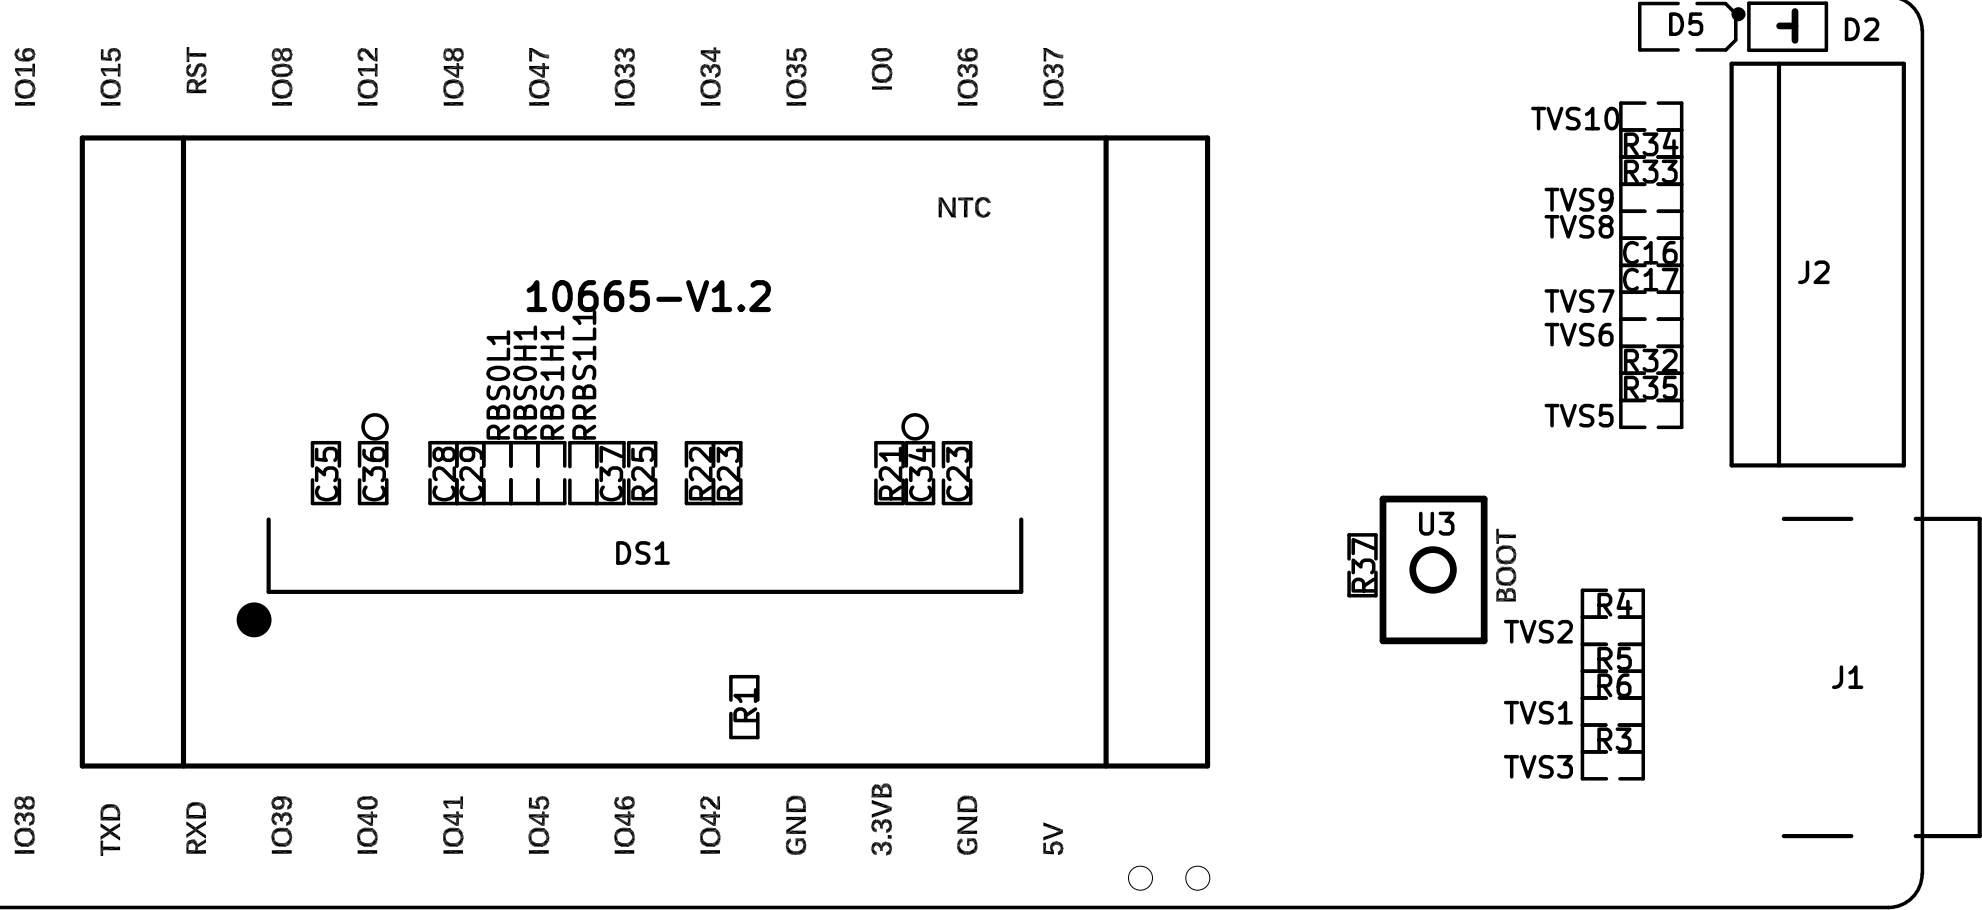 IO16
IO15
RST
IO08
IO12
IO48
IO47
IO33
IO34
IO35
IO0
IO36
IO37
D5
D2
TVS10
R34
R33
TVS9
TVS8
C16
C17
TVS7
TVS6
R32
R35
TVS5
J2
NTC
10665-V1.2
RBS0L1
RBS0H1
RBS1H1
RRBS1L1
C35
C36
C28
C29
C37
R25
R22
R23
R21
C34
C23
DS1
R1
U3
R37
BOOT
R4
TVS2
R5
R6
TVS1
R3
TVS3
J1
IO38
TXD
RXD
IO39
IO40
IO41
IO45
IO46
IO42
GND
3.3VB
GND
5V